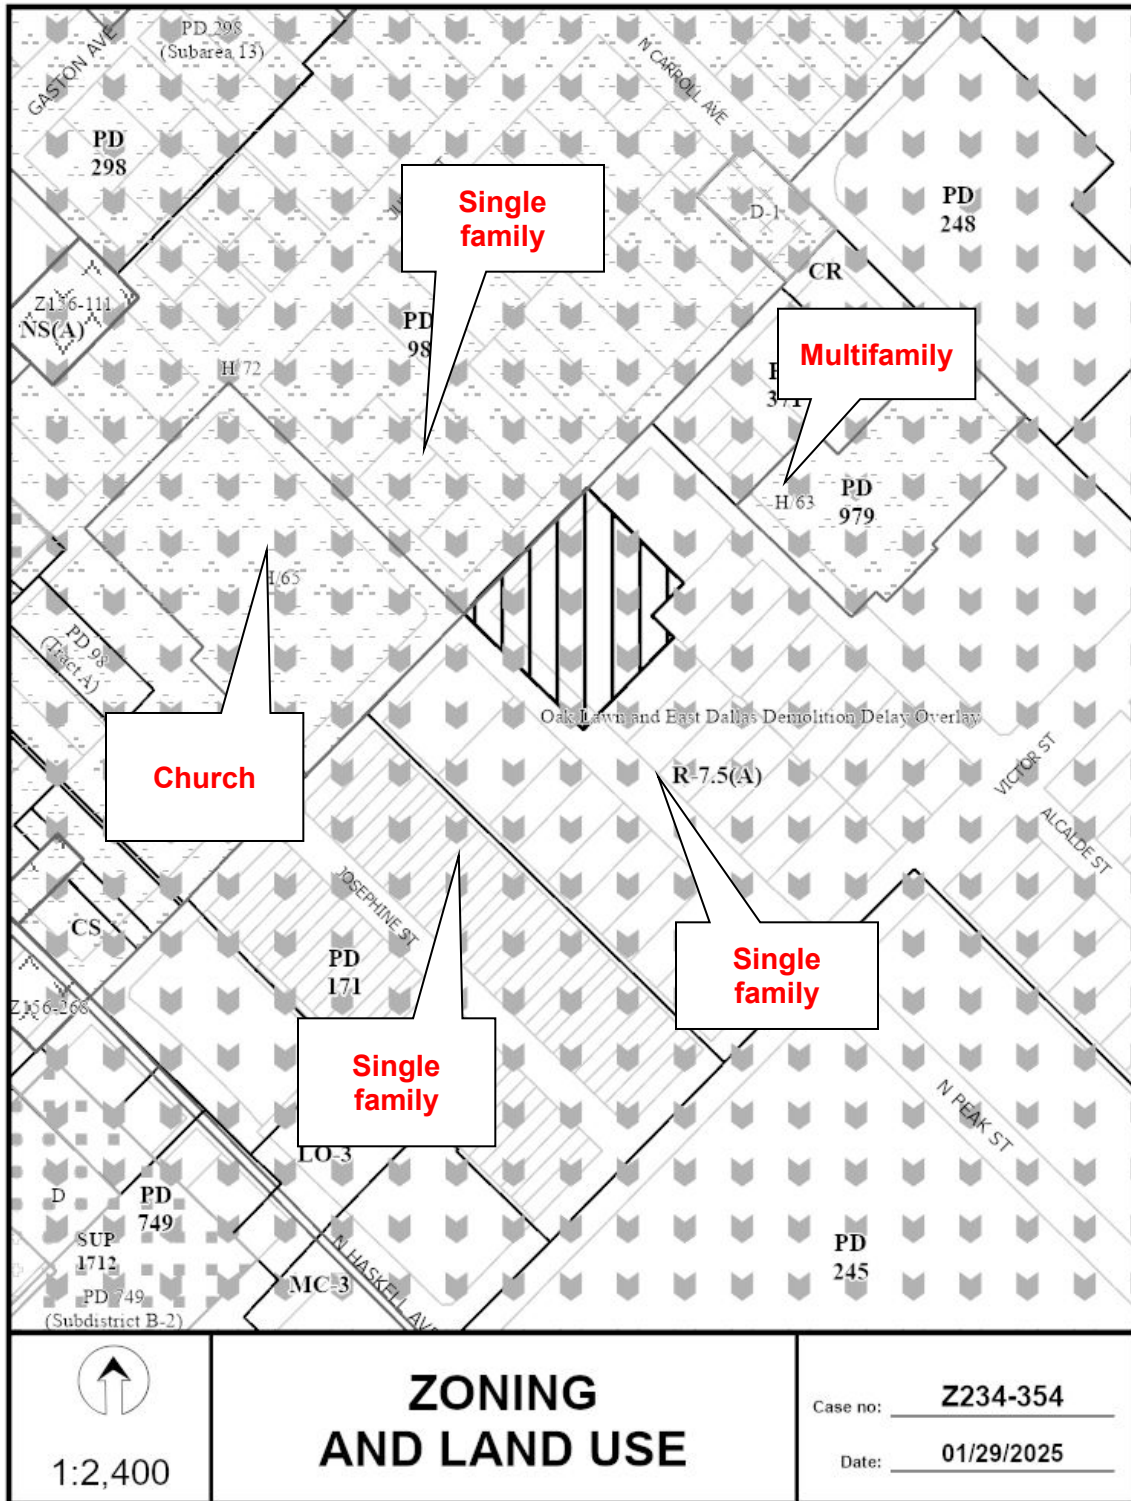 PD 298
(Subarea 13)
GASTON AVE
N CARROLL AVE
PD
298
PD
248
Single
family
D-1
CR
Z156-111
NS(A)
PD
98
Multifamily
371
H/72
H/63
PD
979
H/65
PD 98
(Tract A)
Oak Lawn and East Dallas Demolition Delay Overlay
Church
R-7.5(A)
VICTOR ST
ALCALDE ST
JOSEPHINE ST
CS
PD
171
Single
family
Z156-268
Single
family
N PEAK ST
LO-3
D
PD
749
SUP
1712
PD 749
(Subdistrict B-2)
N HASKELL AVE
MC-3
PD
245
1:2,400
ZONING
AND LAND USE
Case no: Z234-354
Date: 01/29/2025